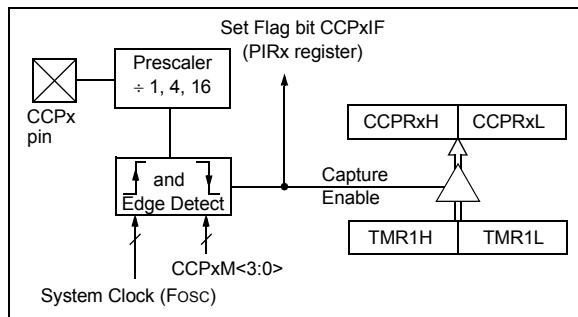 Set Flag bit CCPxIF
(PIRx register)
Prescaler
÷ 1, 4, 16
CCPx
pin
CCPRxH
CCPRxL
and
Edge Detect
Capture
Enable
TMR1H
TMR1L
CCPxM<3:0>
System Clock (FOSC)